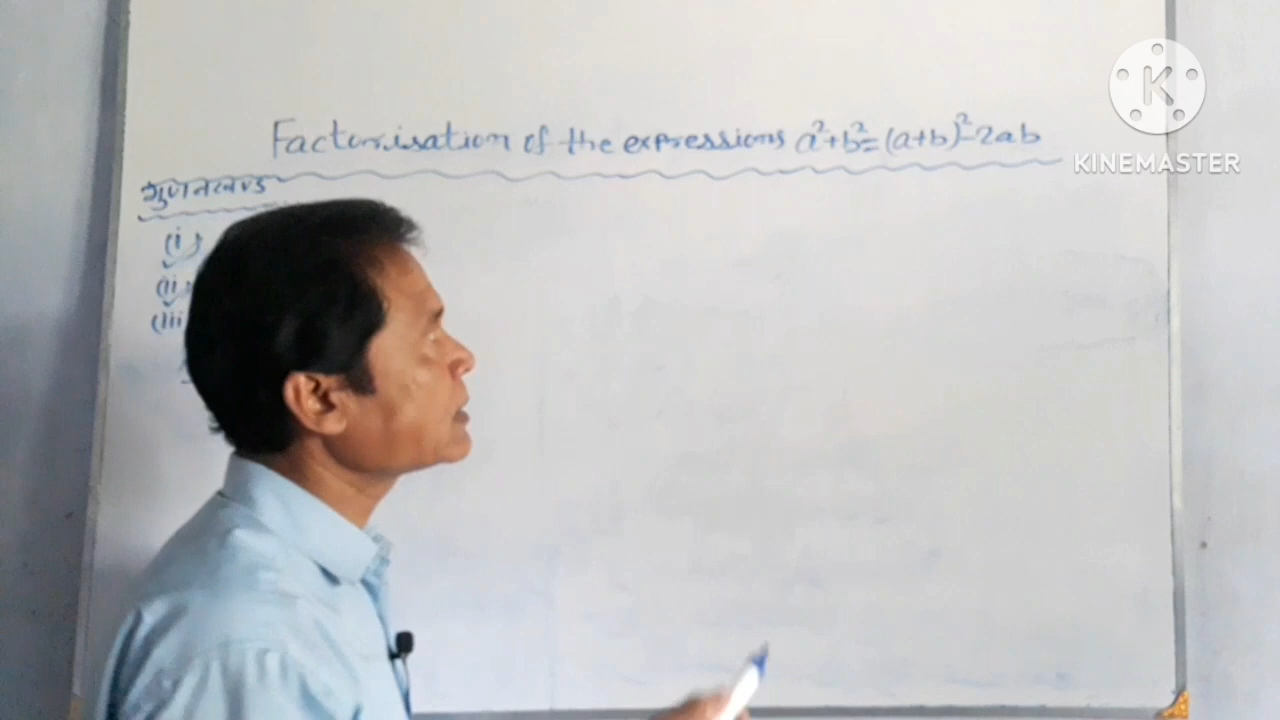 Factorisation of the expressions a²+b²=(a+b)²-2ab
गुणनखण्ड
(i)
(ii)
(iii
K
KINEMASTER